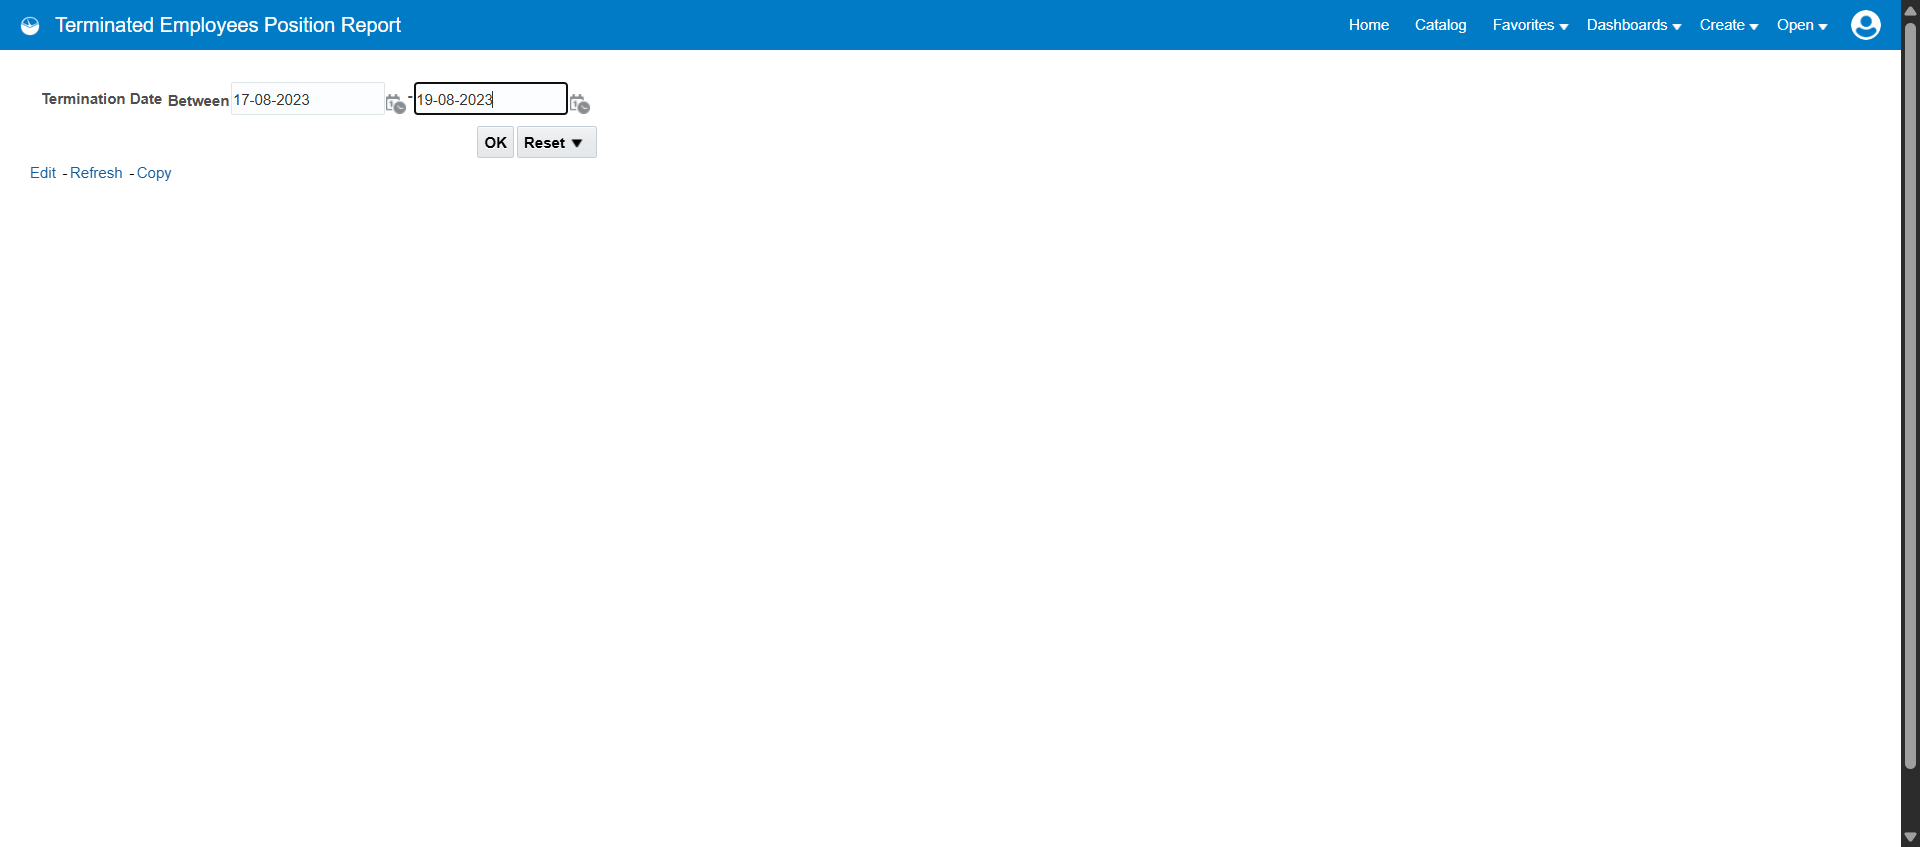 Terminated Employees Position Report
Home Catalog Favorites Dashboards Create Open
Termination Date Between 17-08-2023 - 19-08-2023
OK Reset
Edit - Refresh - Copy